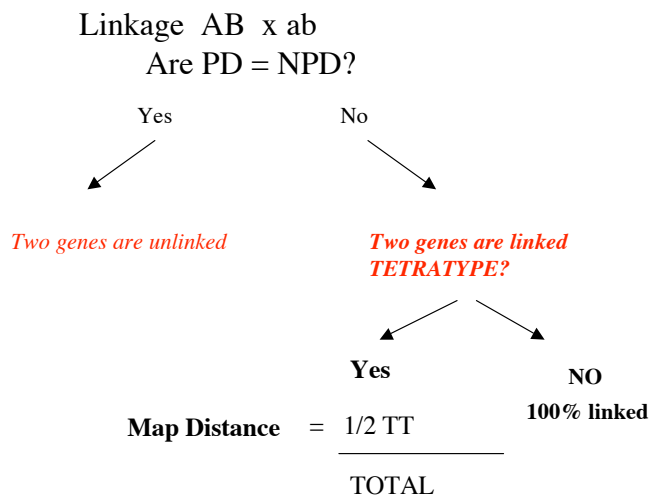 Linkage AB x ab
Are PD = NPD?
Yes
No
Two genes are unlinked
Two genes are linked
TETRATYPE?
Yes
NO
100% linked
Map Distance = 1/2 TT
TOTAL